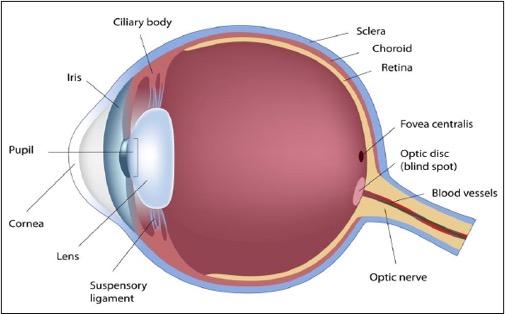 Ciliary body
Sclera
Choroid
Retina
Iris
Fovea centralis
Pupil
Optic disc
(blind spot)
Blood vessels
Cornea
Lens
Suspensory
ligament
Optic nerve